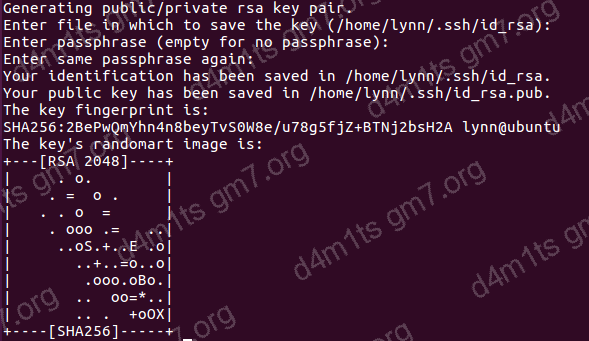 Generating public/private rsa key pair.
Enter file in which to save the key (/home/lynn/.ssh/id_rsa):
Enter passphrase (empty for no passphrase):
Enter same passphrase again:
Your identification has been saved in /home/lynn/.ssh/id_rsa.
Your public key has been saved in /home/lynn/.ssh/id_rsa.pub.
The key fingerprint is:
SHA256:2BePwQmYhn4n8beyTvS0W8e/u78g5fjZ+BTNj2bsH2A lynn@ubuntu
The key's randomart image is:
+---[RSA 2048]----+
|      . o.       |
|     . =  o .    |
|    . . o  =     |
|     . ooo .=   ..|
|      ..oS.+..E .o|
|        ..+..=o..o|
|         .ooo.oBo.|
|        ..  oo=*..|
|        .. .  +oOX|
+----[SHA256]-----+
d4m1ts gm7.org
d4m1ts gm7.org
d4m1ts gm7.org
d4m1ts gm7.org
gm7.org